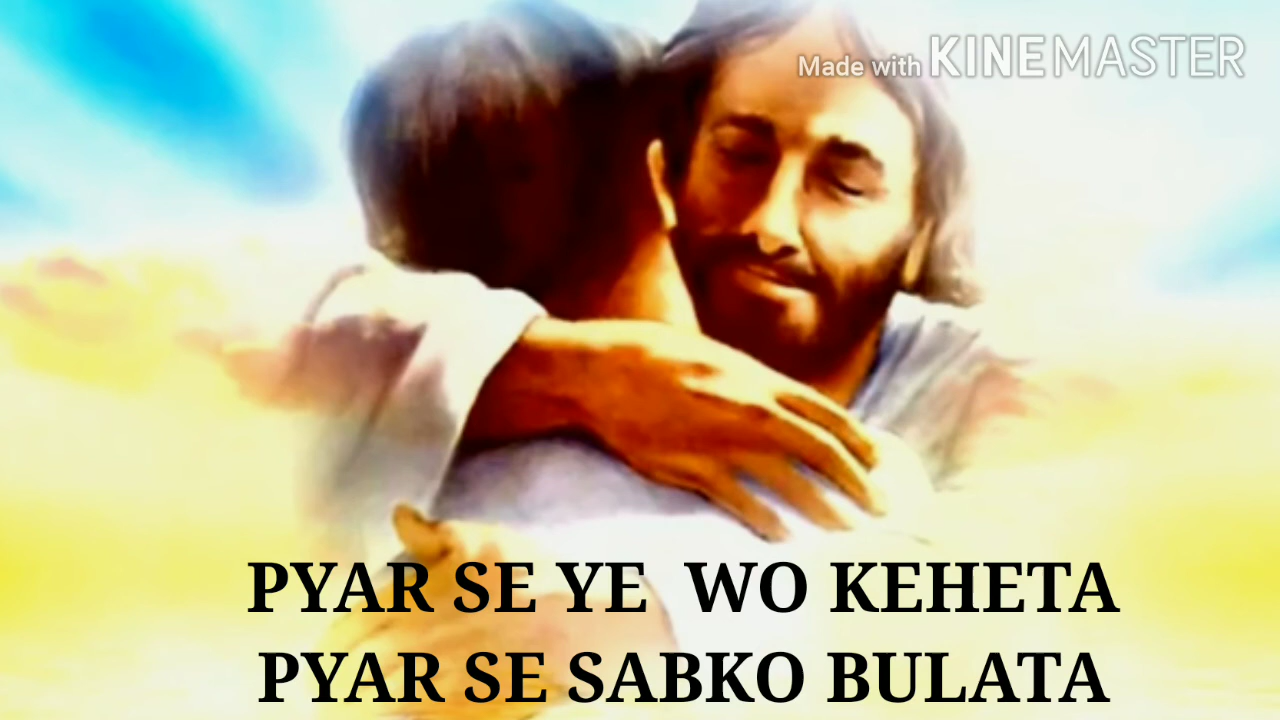 Made with KINEMASTER
PYAR SE YE WO KEHETA
PYAR SE SABKO BULATA